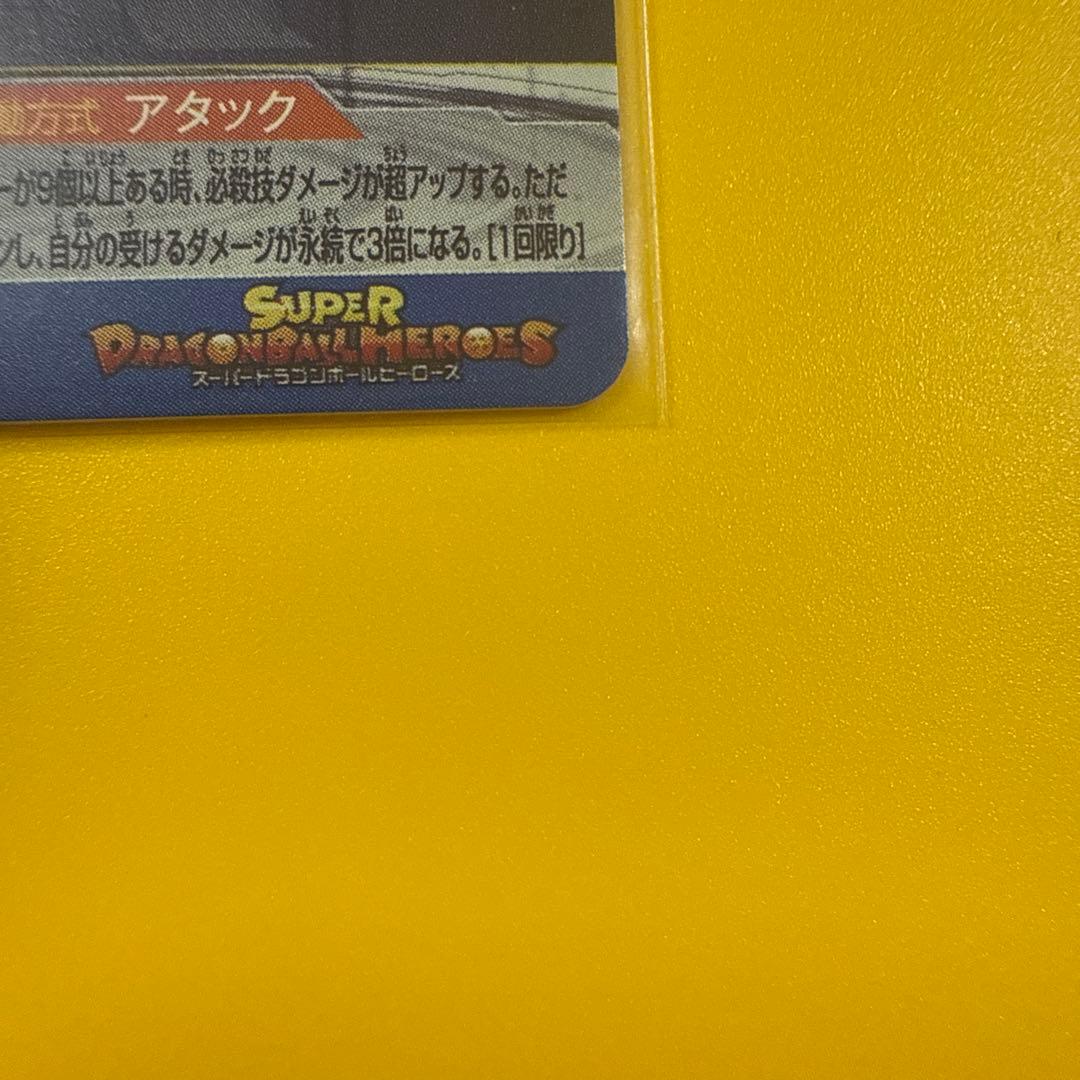 方式 アタック
ーが9個以上ある時、必殺技ダメージが超アップする。ただ
ンし、自分の受けるダメージが永続で3倍になる。[1回限り]
SUPER
DRAGONBALL HEROES
スーパードラゴンボールヒーローズ